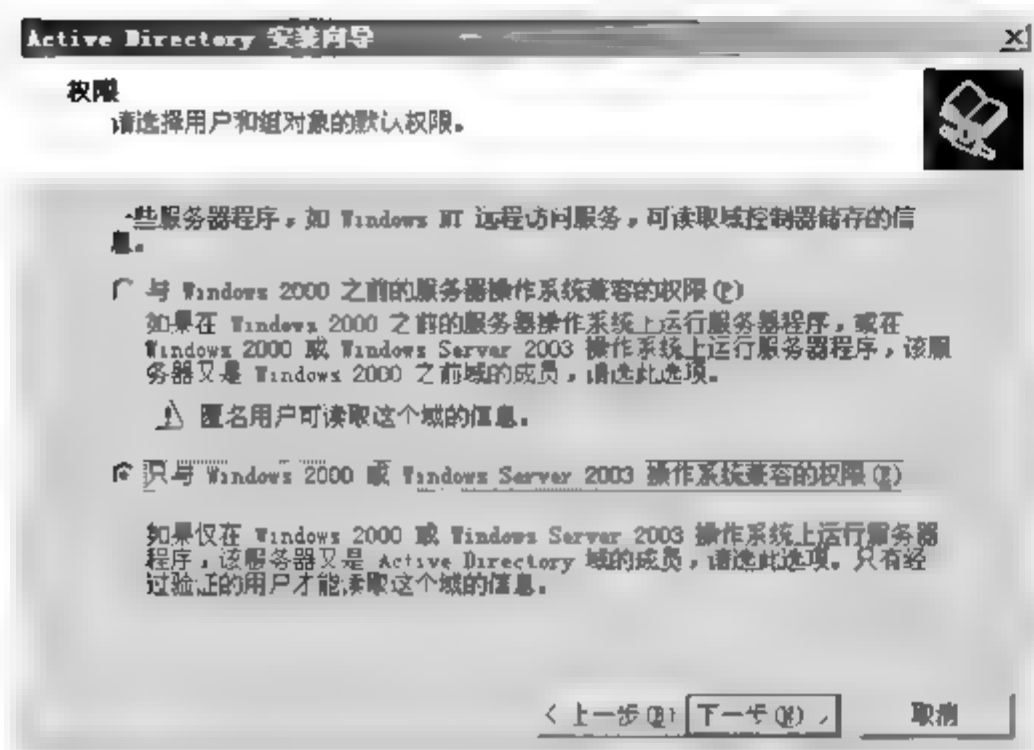 Active Directory 安装向导
权限
请选择用户和组对象的默认权限。
一些服务器程序，如 Windows NT 远程访问服务，可读取域控制器储存的信
息。
与 Windows 2000 之前的服务器操作系统兼容的权限(P)
如果在 Windows 2000 之前的服务器操作系统上运行服务器程序，或在
Windows 2000 或 Windows Server 2003 操作系统上运行服务器程序，该服
务器又是 Windows 2000 之前域的成员，请选此选项。
匿名用户可读取这个域的信息。
只与 Windows 2000 或 Windows Server 2003 操作系统兼容的权限(E)
如果仅在 Windows 2000 或 Windows Server 2003 操作系统上运行服务器
程序，该服务器又是 Active Directory 域的成员，请选此选项。只有经
过验证的用户才能读取这个域的信息。
< 上一步(B) 下一步(N) > 取消